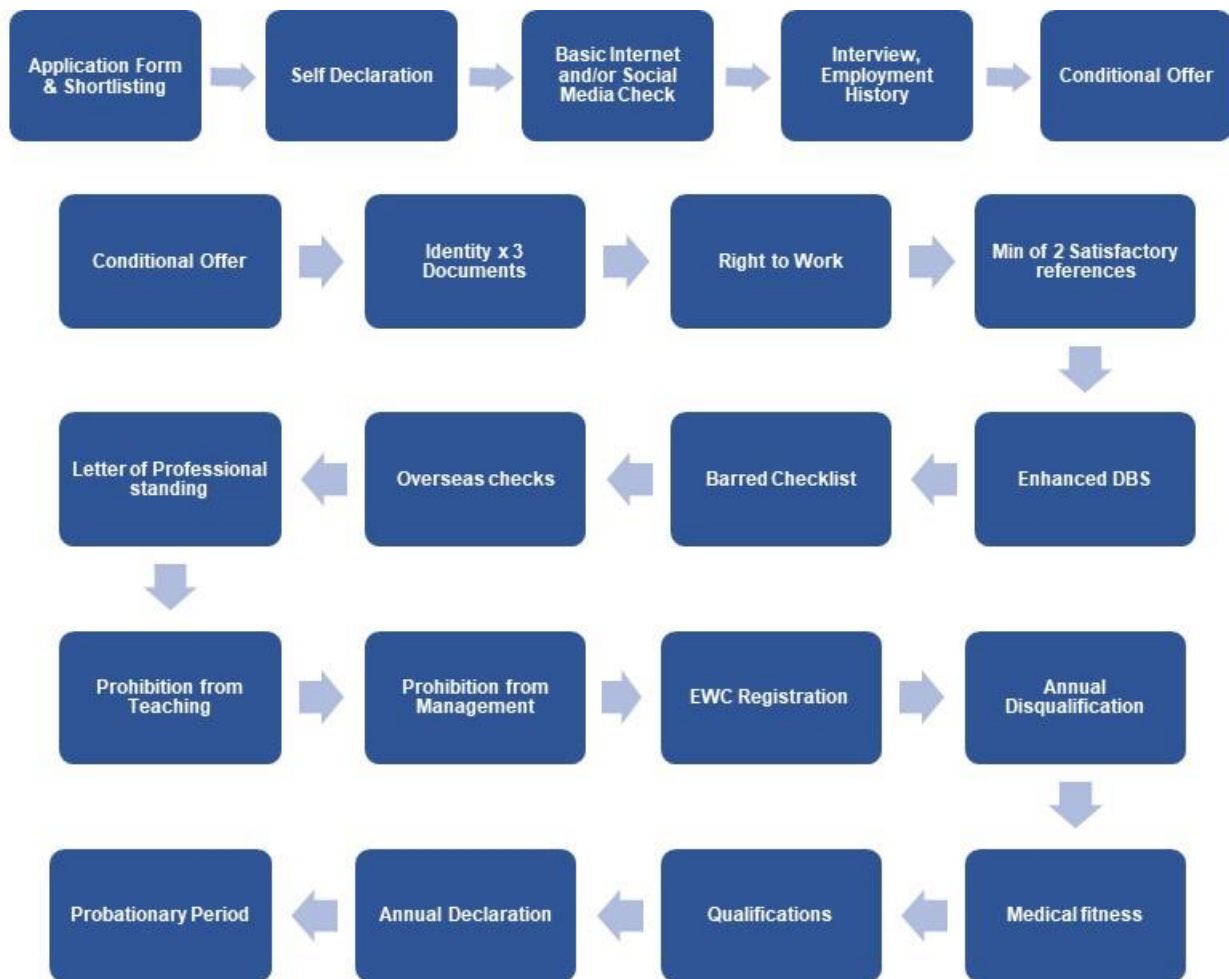 Application Form
& Shortlisting
Self Declaration
Basic Internet
and/or Social
Media Check
Interview,
Employment
History
Conditional Offer
Conditional Offer
Identity x 3
Documents
Right to Work
Min of 2 Satisfactory
references
Enhanced DBS
Barred Checklist
Overseas checks
Letter of Professional
standing
Prohibition from
Teaching
Prohibition from
Management
EWC Registration
Annual
Disqualification
Medical fitness
Qualifications
Annual Declaration
Probationary Period